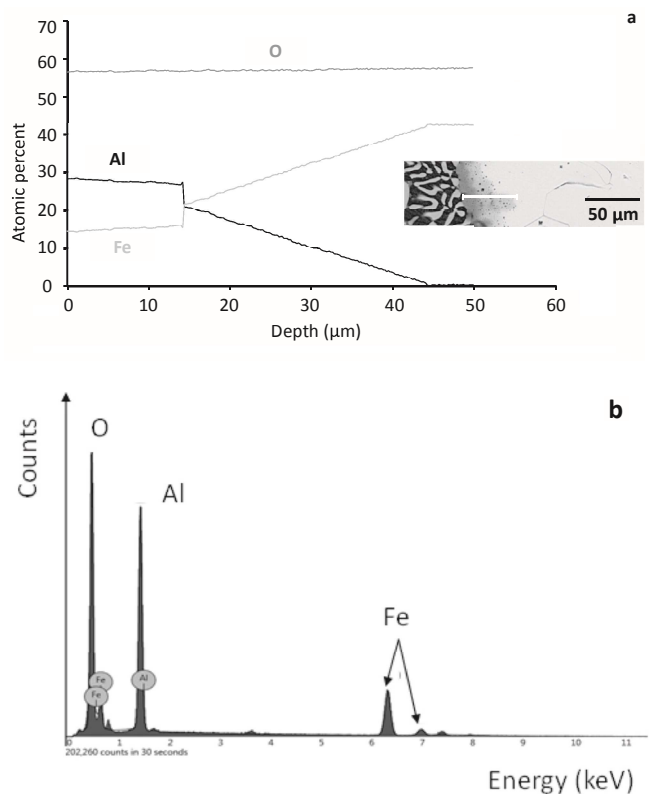 a
70
60
50
40
30
20
10
0
Atomic percent
O
Al
Fe
50 µm
0 10 20 30 40 50 60
Depth (µm)
b
Counts
O
Al
Fe
Fe
Fe
Al
0 1 2 3 4 5 6 7 8 9 10 11
202,260 counts in 30 seconds
Energy (keV)